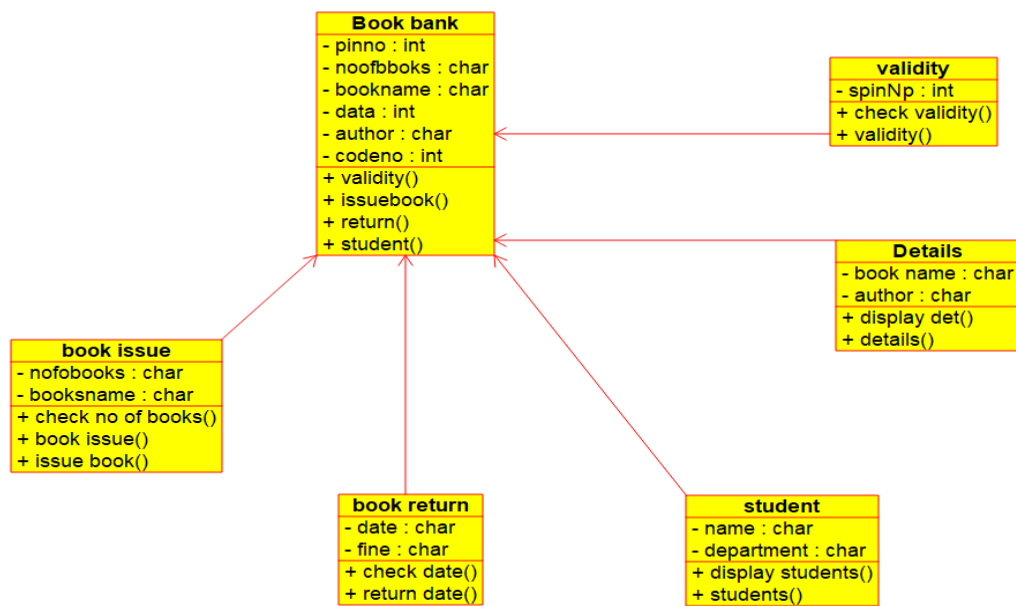 Book bank
- pinno : int
- noofbboks : char
- bookname : char
- data : int
- author : char
- codeno : int
+ validity()
+ issuebook()
+ return()
+ student()
validity
- spinNp : int
+ check validity()
+ validity()
Details
- book name : char
- author : char
+ display det()
+ details()
book issue
- nofobooks : char
- booksname : char
+ check no of books()
+ book issue()
+ issue book()
book return
- date : char
- fine : char
+ check date()
+ return date()
student
- name : char
- department : char
+ display students()
+ students()